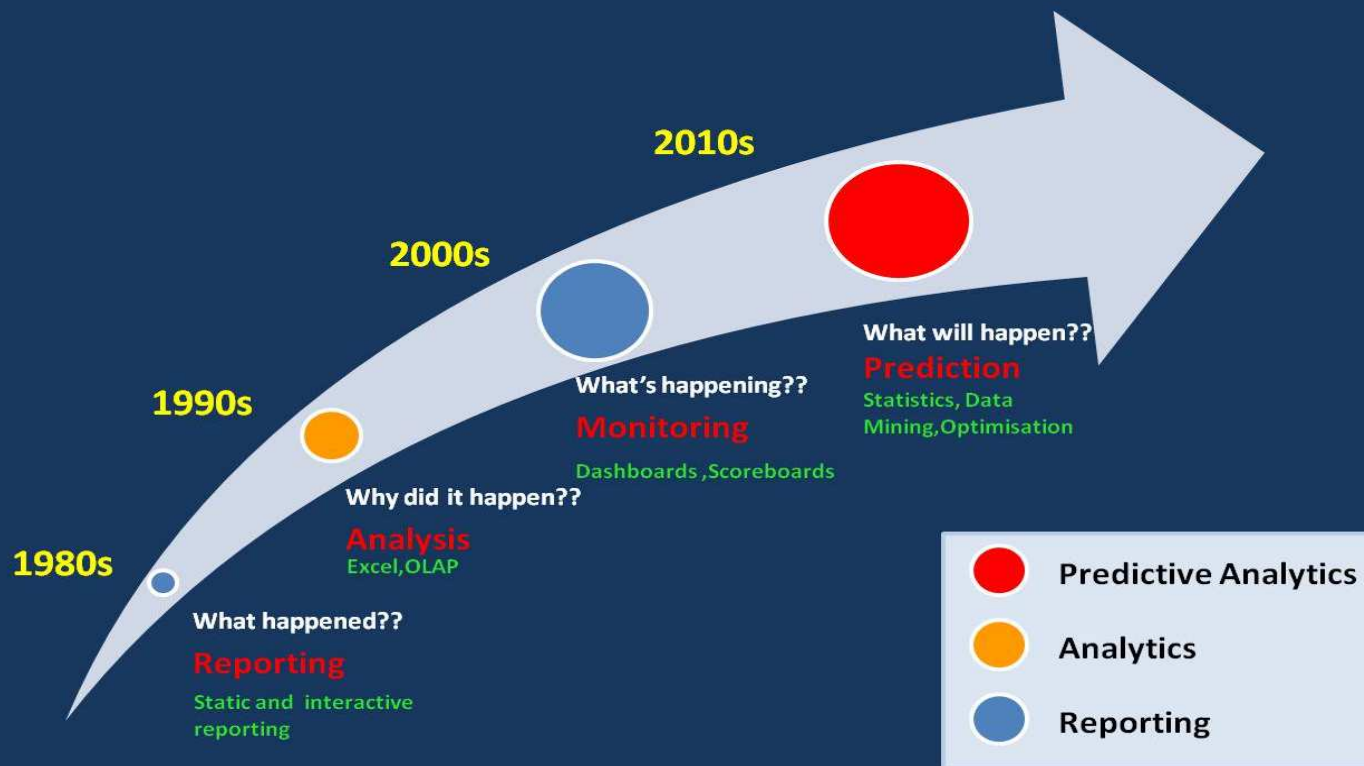 1980s
What happened??
Reporting
Static and interactive
reporting
1990s
Why did it happen??
Analysis
Excel,OLAP
2000s
What's happening??
Monitoring
Dashboards ,Scoreboards
2010s
What will happen??
Prediction
Statistics, Data
Mining,Optimisation
Predictive Analytics
Analytics
Reporting